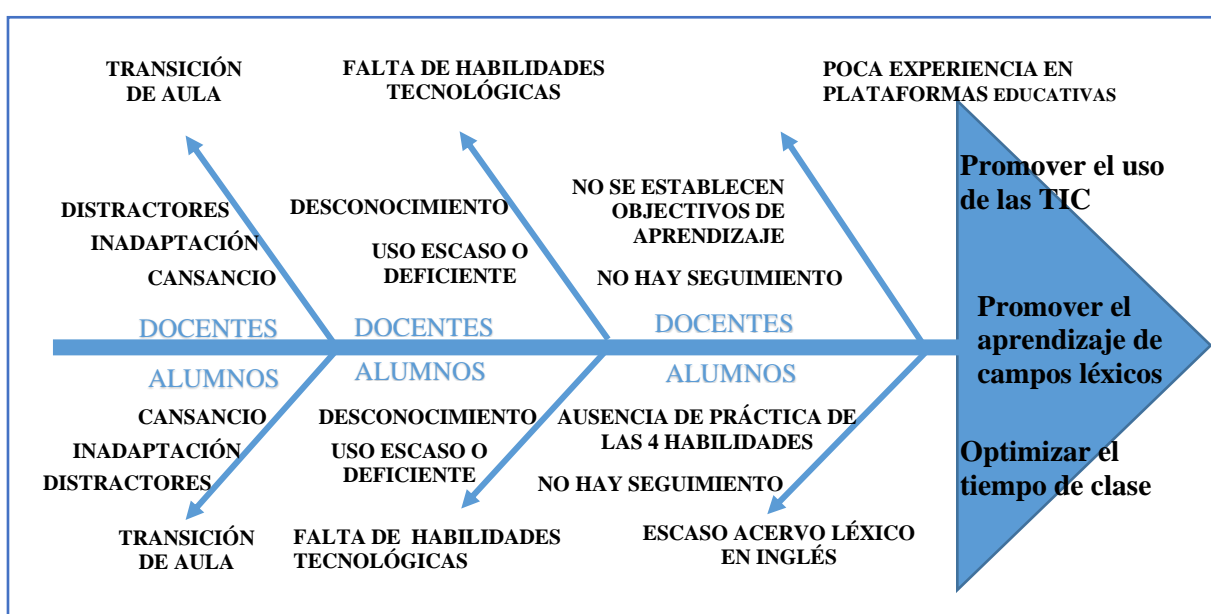 TRANSICIÓN
DE AULA
FALTA DE HABILIDADES
TECNOLÓGICAS
POCA EXPERIENCIA EN
PLATAFORMAS EDUCATIVAS
DISTRACTORES
INADAPTACIÓN
CANSANCIO
DESCONOCIMIENTO
USO ESCASO O
DEFICIENTE
NO SE ESTABLECEN
OBJECTIVOS DE
APRENDIZAJE
NO HAY SEGUIMIENTO
DOCENTES
DOCENTES
DOCENTES
ALUMNOS
ALUMNOS
ALUMNOS
CANSANCIO
INADAPTACIÓN
DISTRACTORES
TRANSICIÓN
DE AULA
DESCONOCIMIENTO
USO ESCASO O
DEFICIENTE
FALTA DE HABILIDADES
TECNOLÓGICAS
AUSENCIA DE PRÁCTICA DE
LAS 4 HABILIDADES
NO HAY SEGUIMIENTO
ESCASO ACERVO LÉXICO
EN INGLÉS
Promover el uso
de las TIC
Promover el
aprendizaje de
campos léxicos
Optimizar el
tiempo de clase